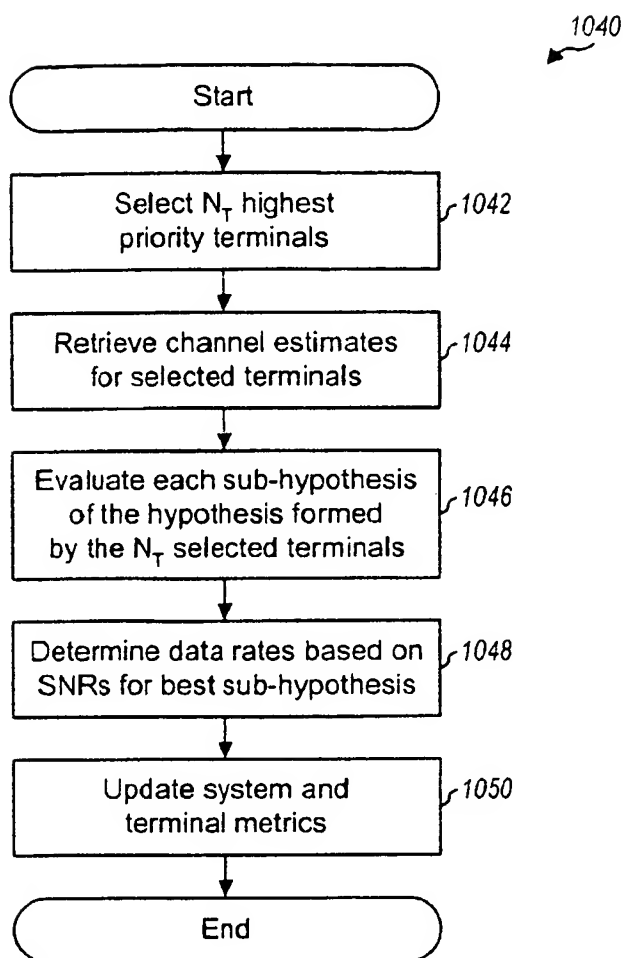 1040
Start
Select N_T highest
priority terminals
1042
Retrieve channel estimates
for selected terminals
1044
Evaluate each sub-hypothesis
of the hypothesis formed
by the N_T selected terminals
1046
Determine data rates based on
SNRs for best sub-hypothesis
1048
Update system and
terminal metrics
1050
End